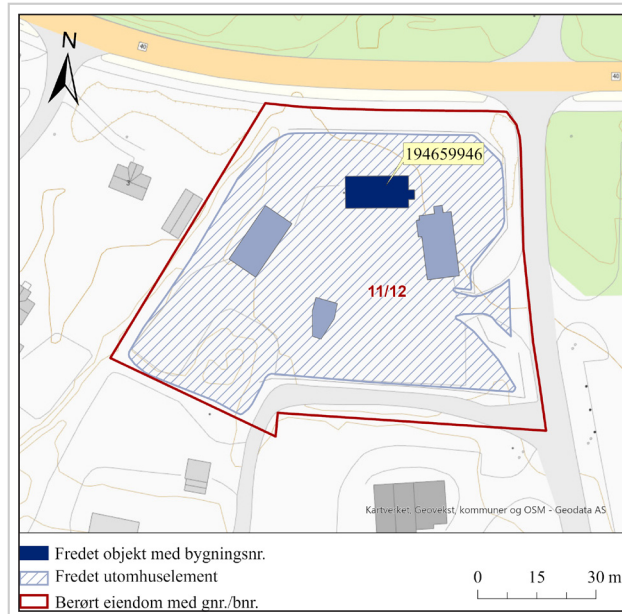 N
40
40
194659946
11/12
Kartverket, Geovekst, kommuner og OSM - Geodata AS
Fredet objekt med bygningsnr.
Fredet utomhuselement
Berørt eiendom med gnr./bnr.
0 15 30 m